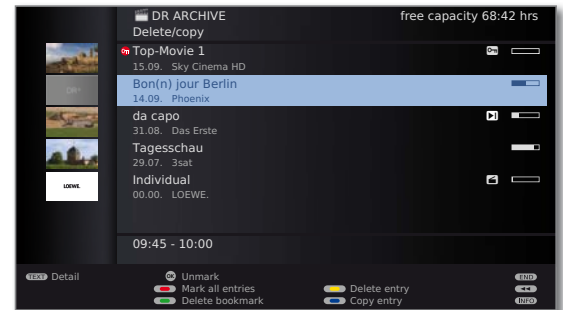 DR ARCHIVE free capacity 68:42 hrs
Delete/copy
Top-Movie 1
15.09. Sky Cinema HD
DR+
Bon(n) jour Berlin
14.09. Phoenix
da capo
31.08. Das Erste
Tagesschau
29.07. 3sat
LOEWE.
Individual
00.00. LOEWE.
09:45 - 10:00
TEXT Detail OK Unmark END
Mark all entries Delete entry
Delete bookmark Copy entry INFO